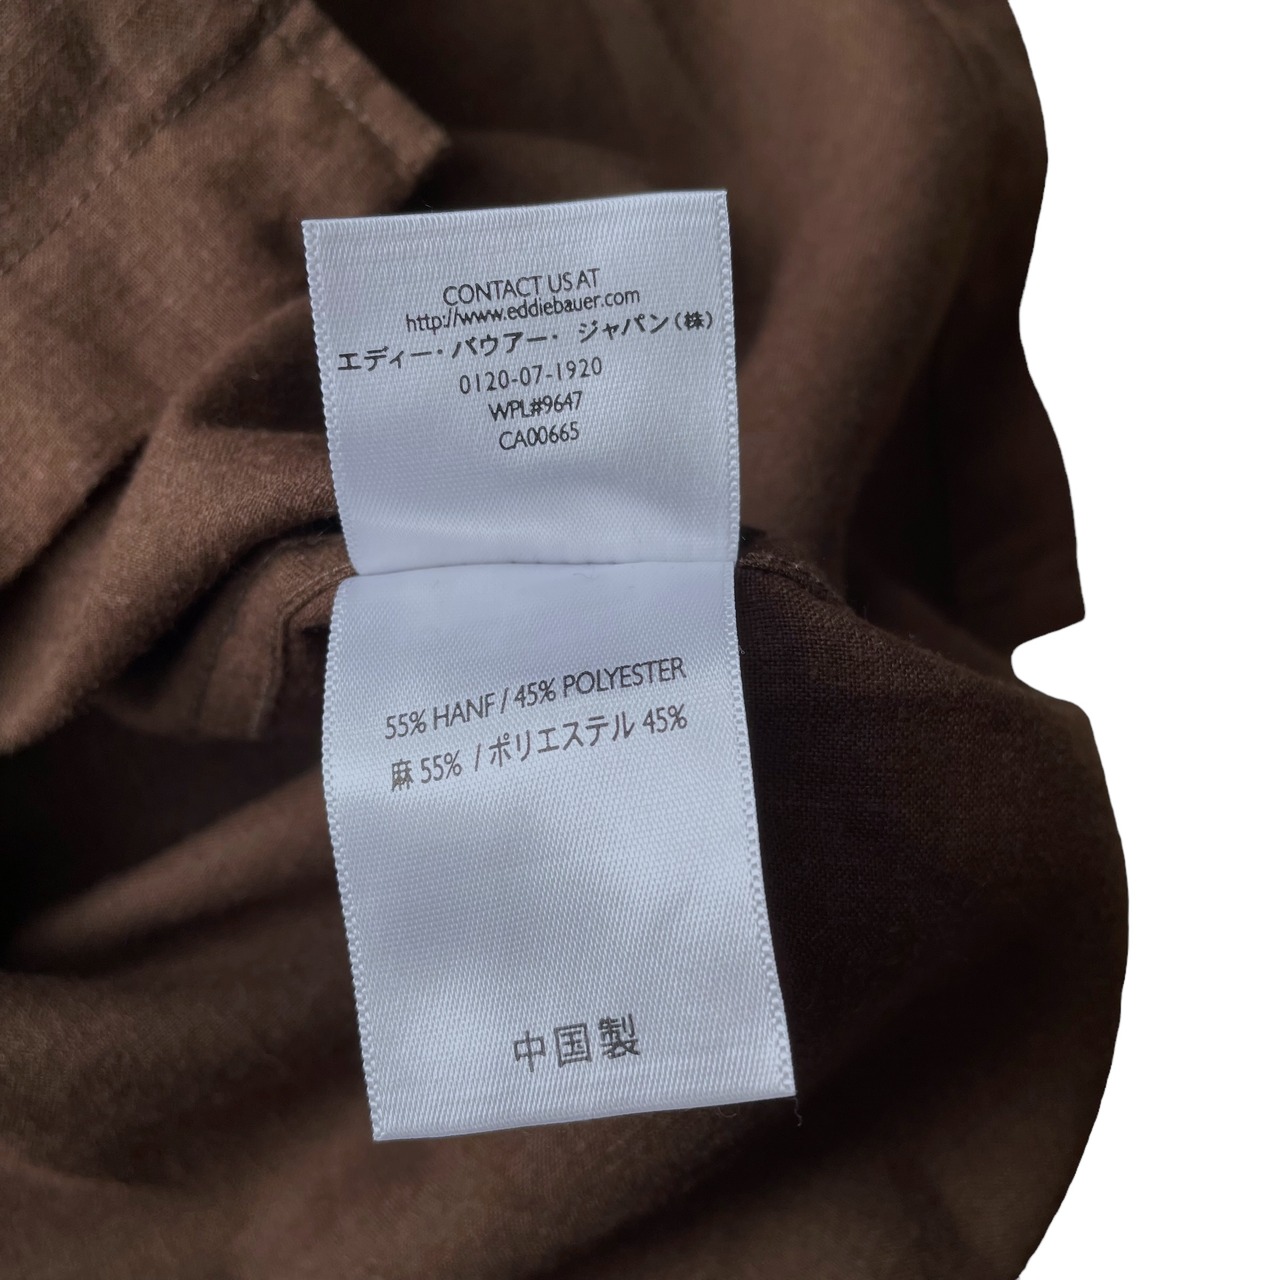 CONTACT US AT
http://www.eddiebauer.com
エディー・バウアー・ ジャパン(株)
0120-07-1920
WPL#9647
CA00665
55% HANF / 45% POLYESTER
麻 55% / ポリエステル 45%
中国製